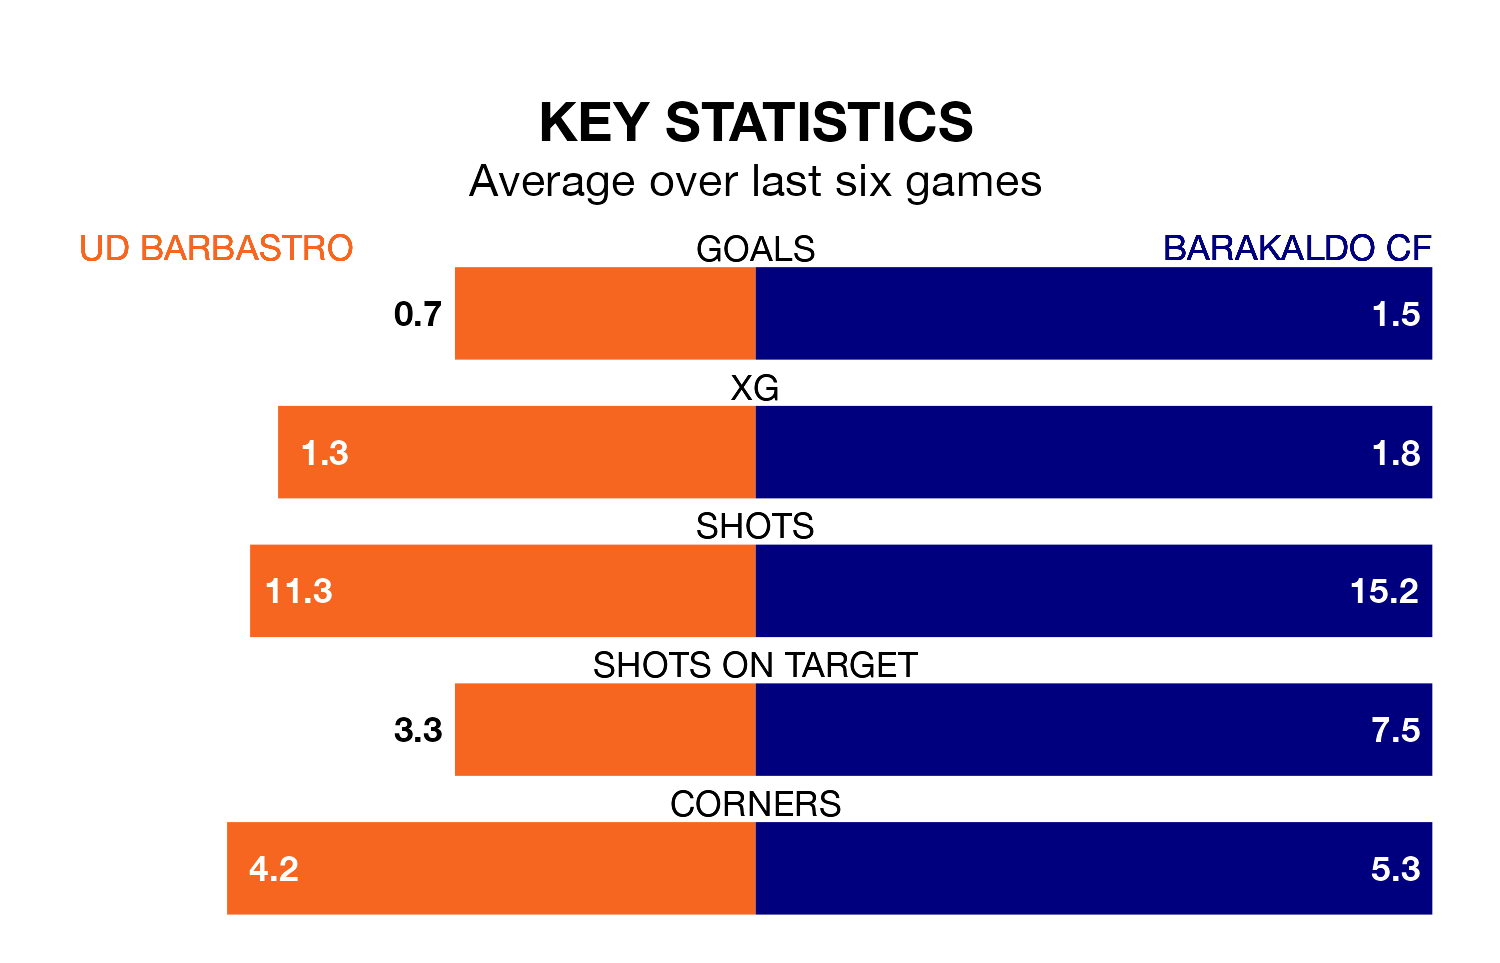 KEY STATISTICS
Average over last six games
UD BARBASTRO GOALS BARAKALDO CF
0.7 1.5
XG
1.3 1.8
SHOTS
11.3 15.2
SHOTS ON TARGET
3.3 7.5
CORNERS
4.2 5.3